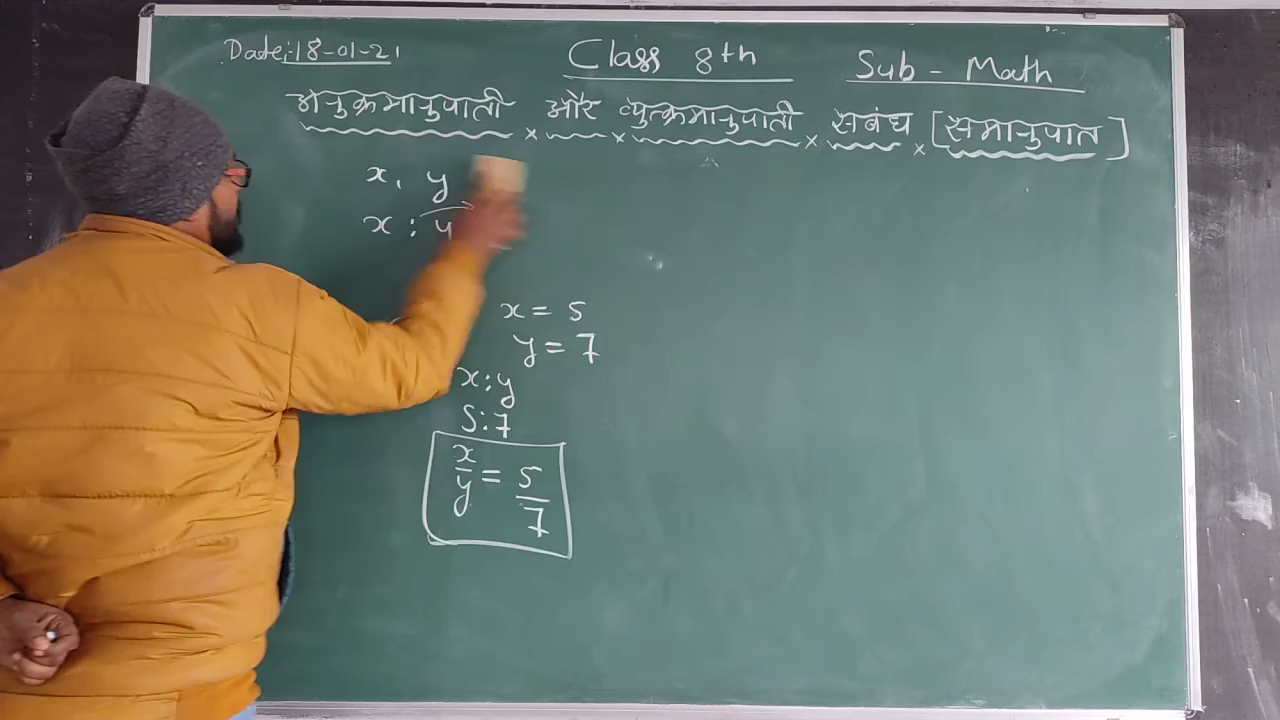 Date:18-01-21
Class 8th
Sub - Math
अनुक्रमानुपाती और व्युत्क्रमानुपाती सबंध [समानुपात]
x, y
x : y
x = 5
y = 7
x:y
5:7
x/y = 5/7